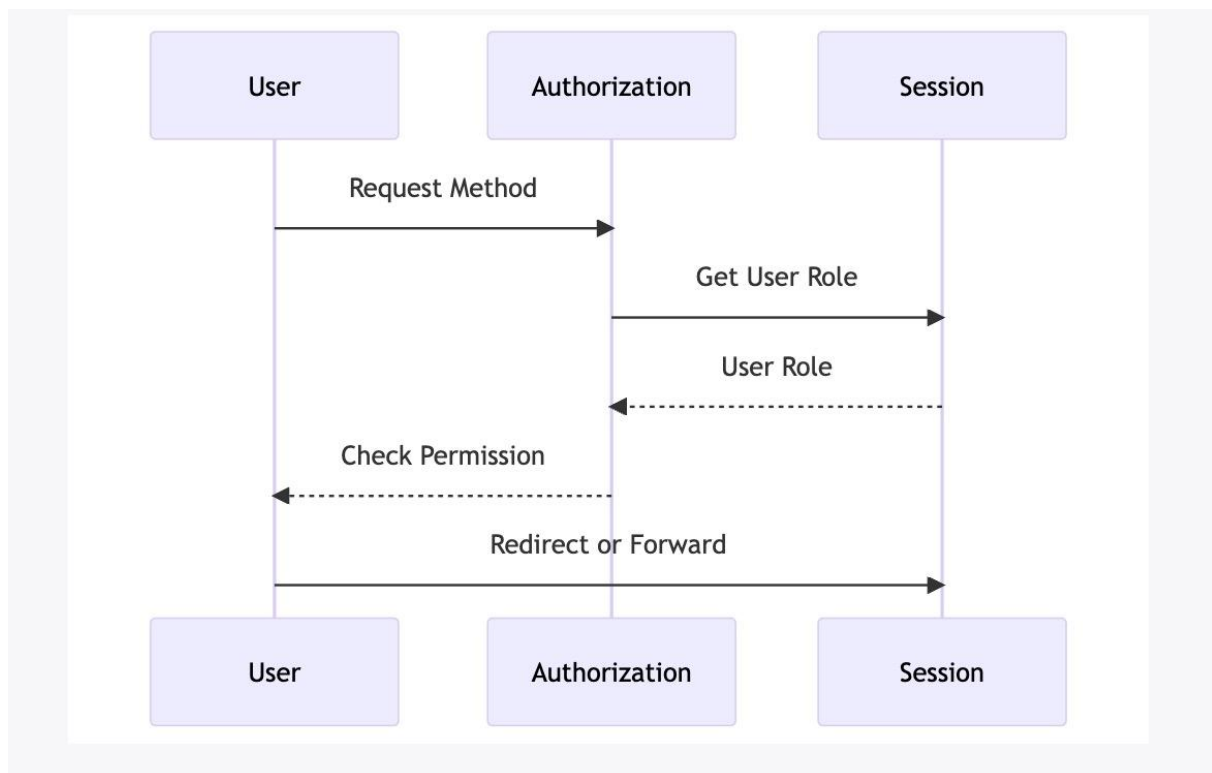 User
Authorization
Session
Request Method
Get User Role
User Role
Check Permission
Redirect or Forward
User
Authorization
Session